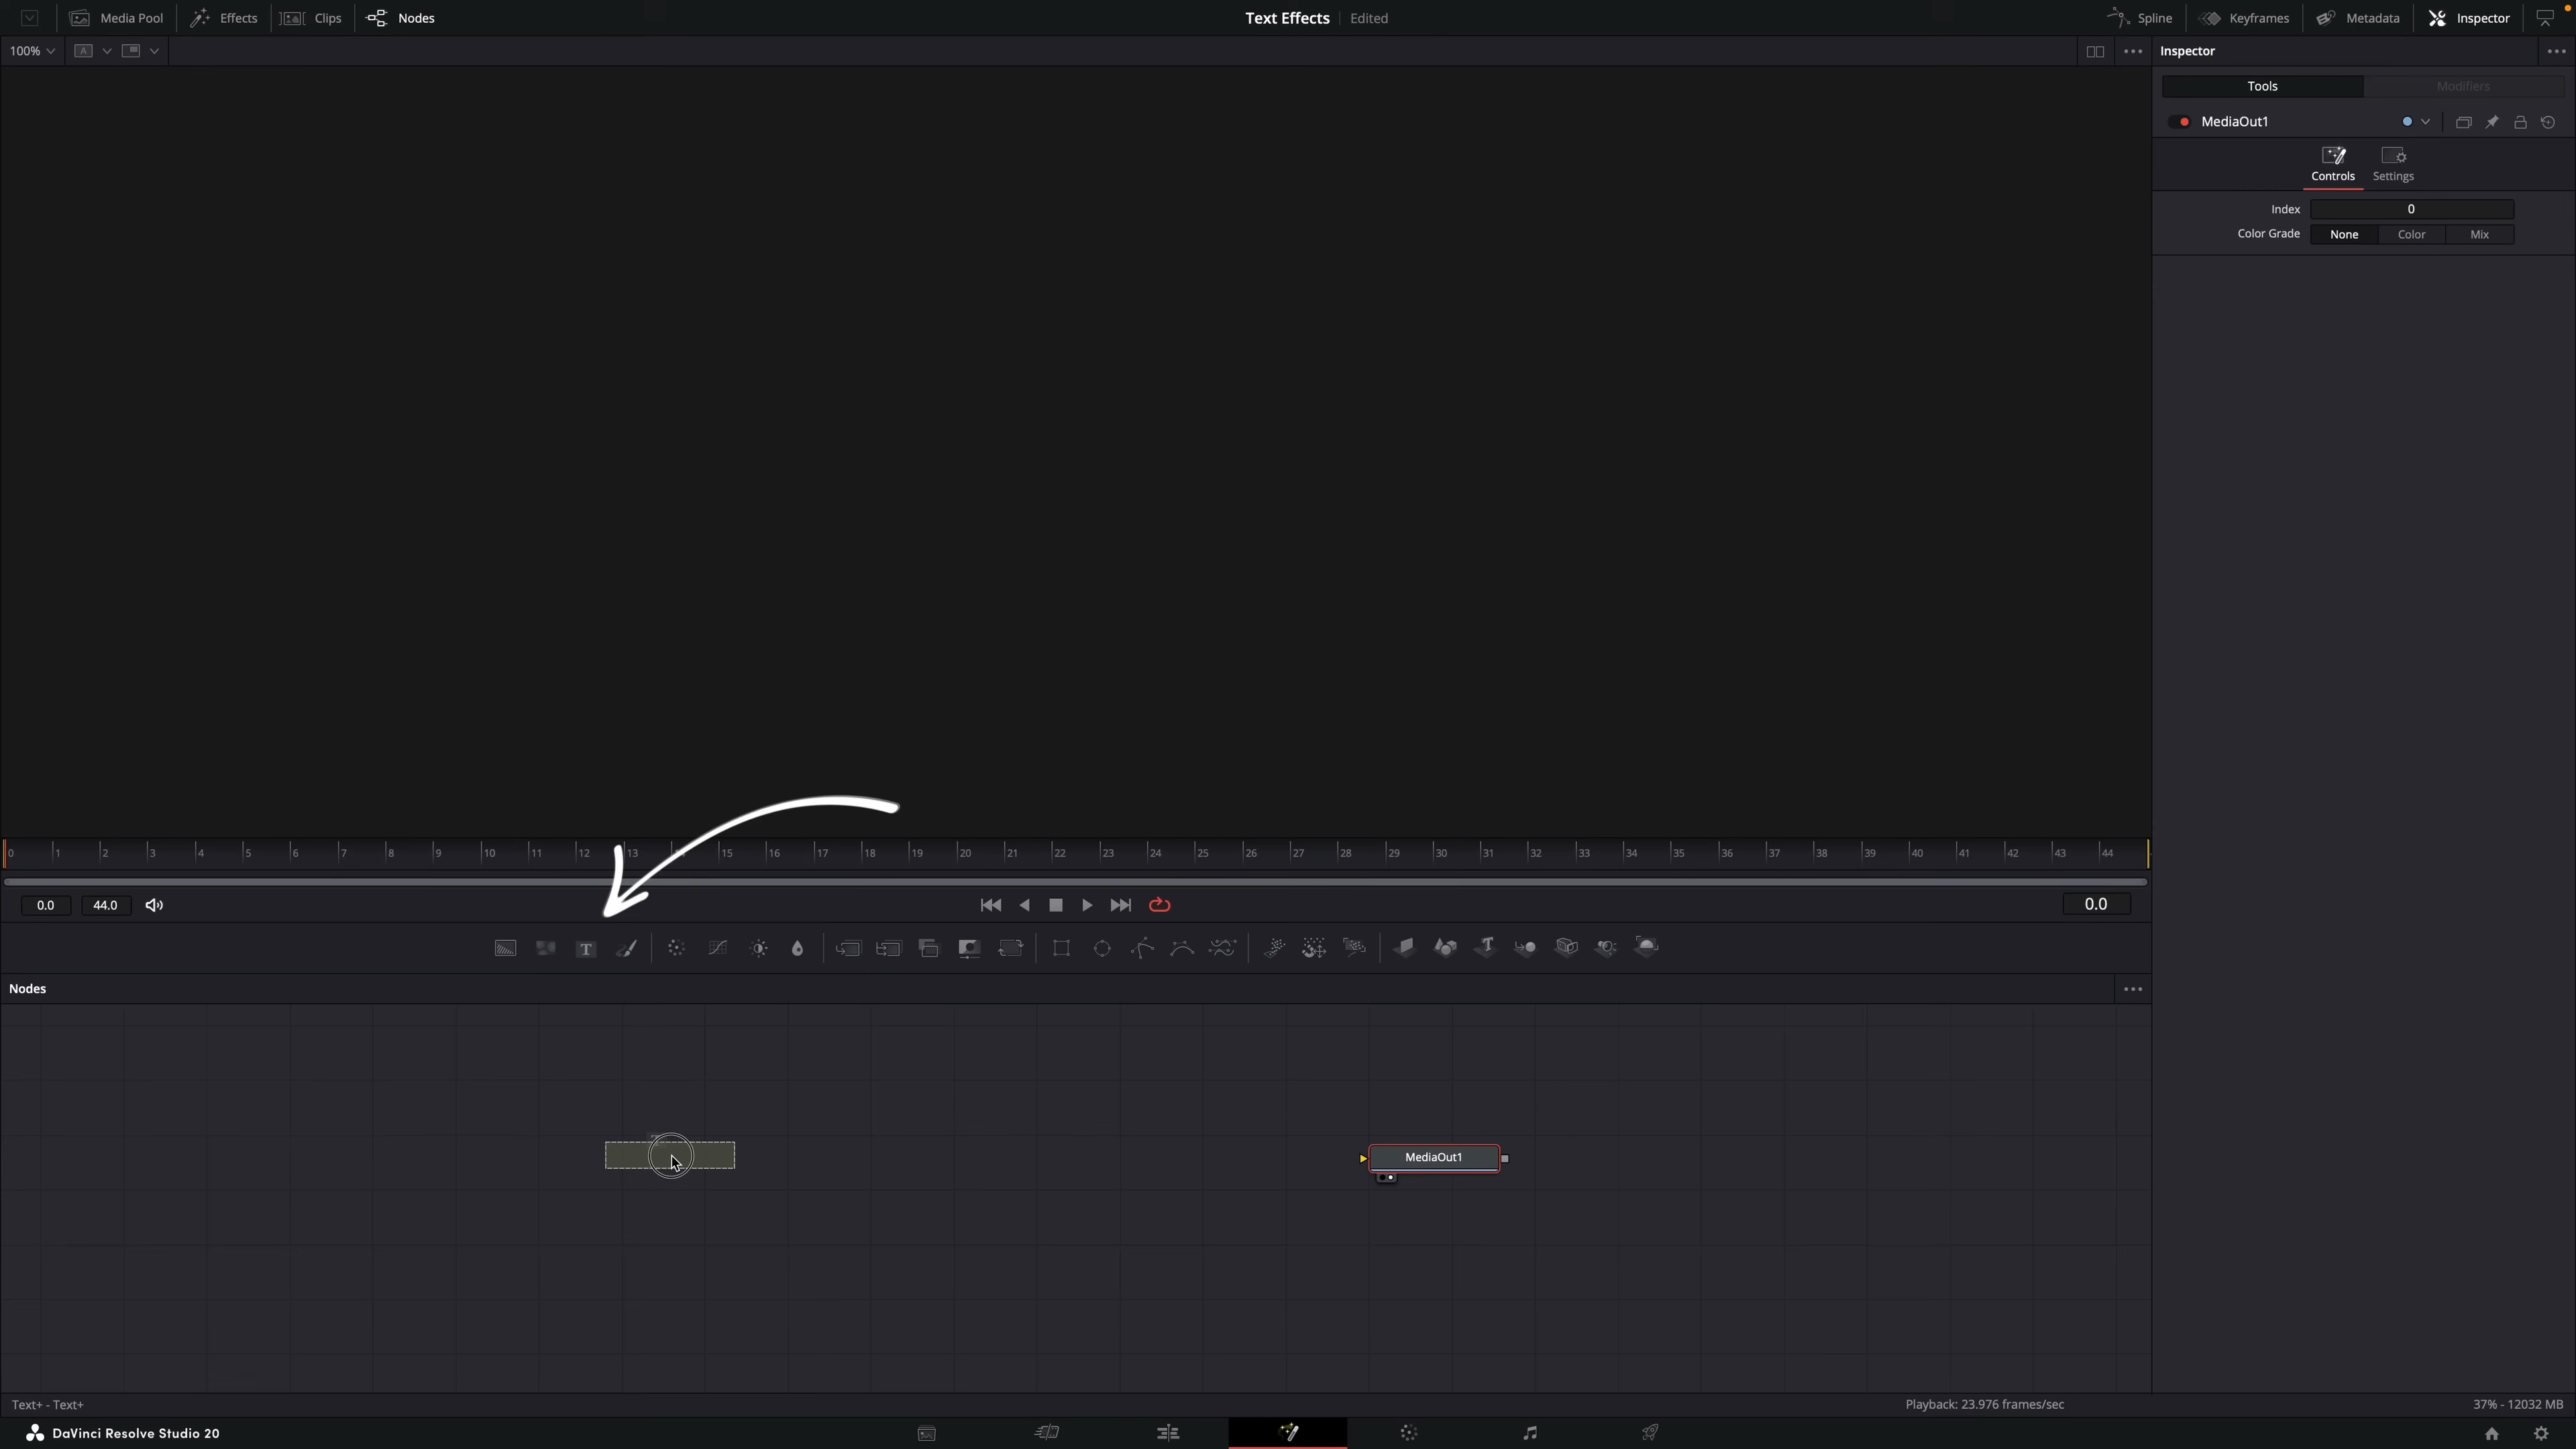 Media Pool Effects Clips Nodes Text Effects Edited Spline Keyframes Metadata Inspector
100% A Inspector
Tools Modifiers
MediaOut1
Controls Settings
Index 0
Color Grade None Color Mix
0 1 2 3 4 5 6 7 8 9 10 11 12 13 15 16 17 18 19 20 21 22 23 24 25 26 27 28 29 30 31 32 33 34 35 36 37 38 39 40 41 42 43 44
0.0 44.0 0.0
T T
Nodes
MediaOut1
Text+ - Text+ Playback: 23.976 frames/sec 37% - 12032 MB
DaVinci Resolve Studio 20